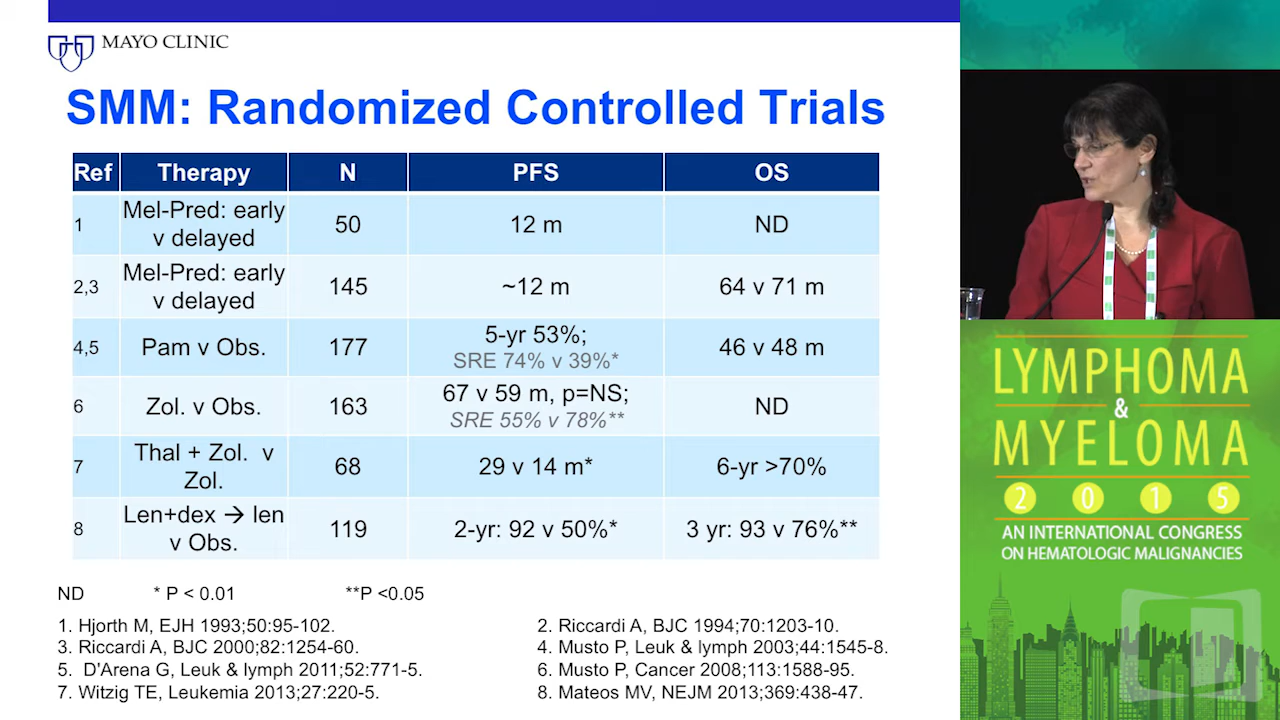 MAYO CLINIC
SMM: Randomized Controlled Trials
Ref Therapy N PFS OS
1 Mel-Pred: early v delayed 50 12 m ND
2,3 Mel-Pred: early v delayed 145 ~12 m 64 v 71 m
4,5 Pam v Obs. 177 5-yr 53%; SRE 74% v 39%* 46 v 48 m
6 Zol. v Obs. 163 67 v 59 m, p=NS; SRE 55% v 78%** ND
7 Thal + Zol. v Zol. 68 29 v 14 m* 6-yr >70%
8 Len+dex → len v Obs. 119 2-yr: 92 v 50%* 3 yr: 93 v 76%**
ND * P < 0.01 **P <0.05
1. Hjorth M, EJH 1993;50:95-102. 2. Riccardi A, BJC 1994;70:1203-10.
3. Riccardi A, BJC 2000;82:1254-60. 4. Musto P, Leuk & lymph 2003;44:1545-8.
5. D'Arena G, Leuk & lymph 2011;52:771-5. 6. Musto P, Cancer 2008;113:1588-95.
7. Witzig TE, Leukemia 2013;27:220-5. 8. Mateos MV, NEJM 2013;369:438-47.
LYMPHOMA
&
MYELOMA
2 0 1 5
AN INTERNATIONAL CONGRESS
ON HEMATOLOGIC MALIGNANCIES